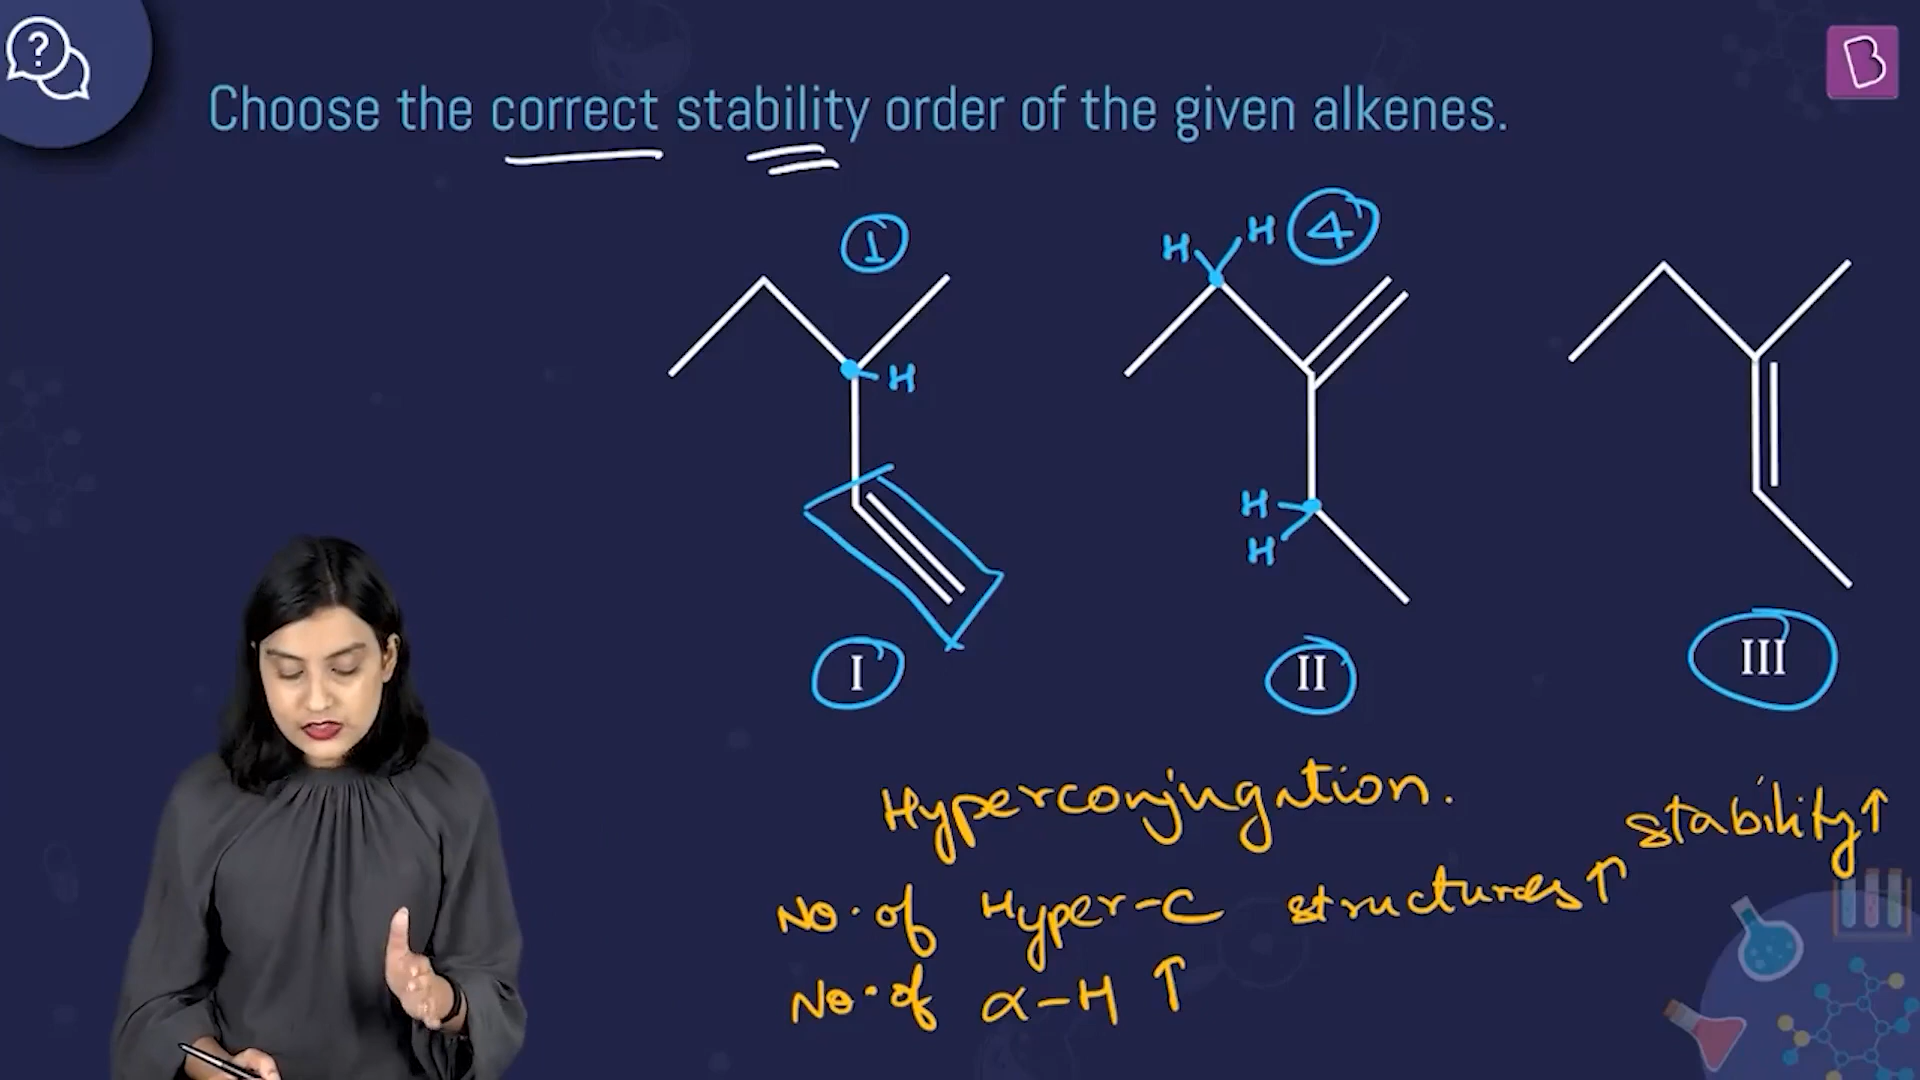 ?
B
Choose the correct stability order of the given alkenes.
1
H H 4
H
H
H
I II III
Hyperconjugation.
stability↑
No. of Hyper-C structures↑
No. of α-H ↑